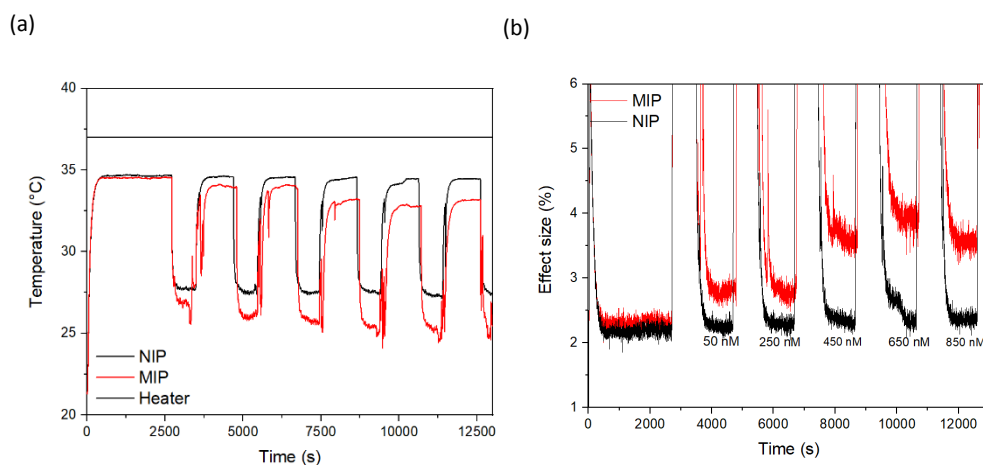 (a)
(b)
40
35
30
25
20
Temperature (°C)
NIP
MIP
Heater
0 2500 5000 7500 10000 12500
Time (s)
6
5
4
3
2
1
Effect size (%)
MIP
NIP
50 nM 250 nM 450 nM 650 nM 850 nM
0 2000 4000 6000 8000 10000 12000
Time (s)